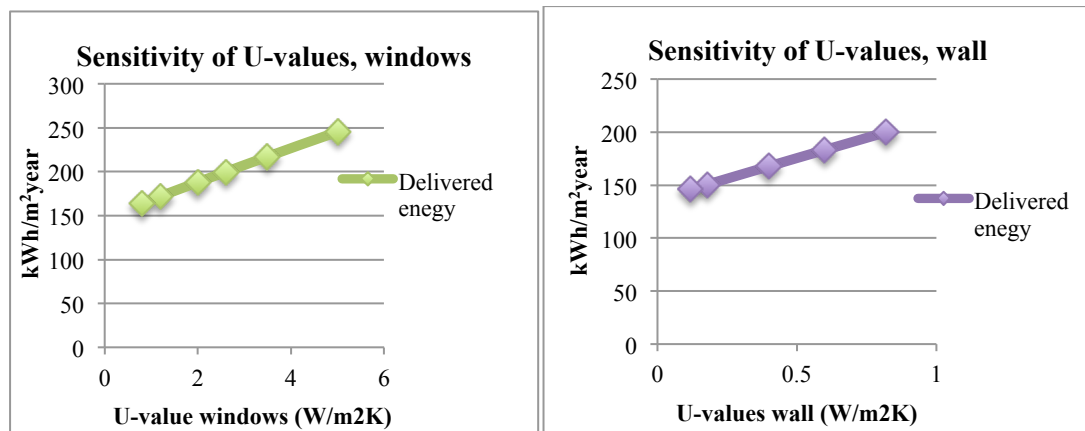 Sensitivity of U-values, windows
300
250
200
150
100
50
0
kWh/m²year
0 2 4 6
U-value windows (W/m2K)
Delivered
enegy
Sensitivity of U-values, wall
250
200
150
100
50
0
kWh/m²year
0 0.5 1
U-values wall (W/m2K)
Delivered
enegy